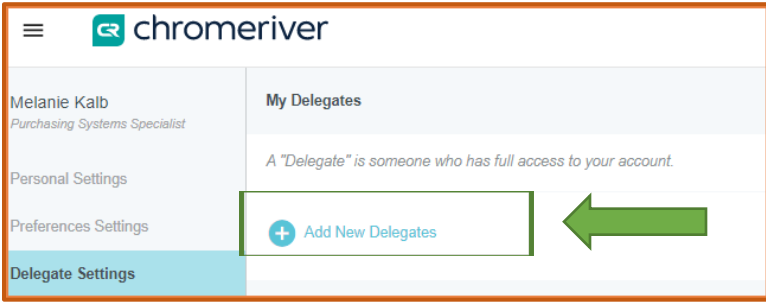 CR chromeriver
Melanie Kalb
Purchasing Systems Specialist
Personal Settings
Preferences Settings
Delegate Settings
My Delegates
A "Delegate" is someone who has full access to your account.
Add New Delegates